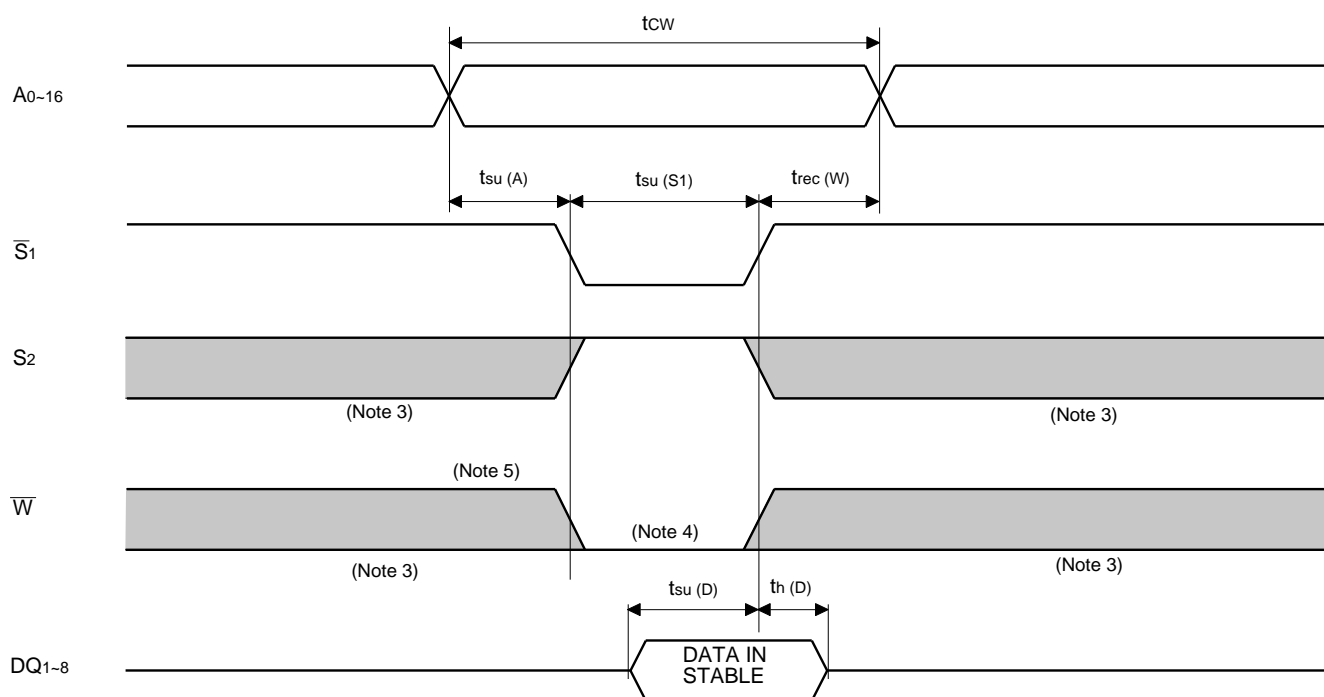 tCW
A0~16
tsu (A)
tsu (S1)
trec (W)
S̅1
S2
(Note 3)
(Note 3)
(Note 5)
W̅
(Note 4)
(Note 3)
(Note 3)
tsu (D)
th (D)
DQ1~8
DATA IN
STABLE